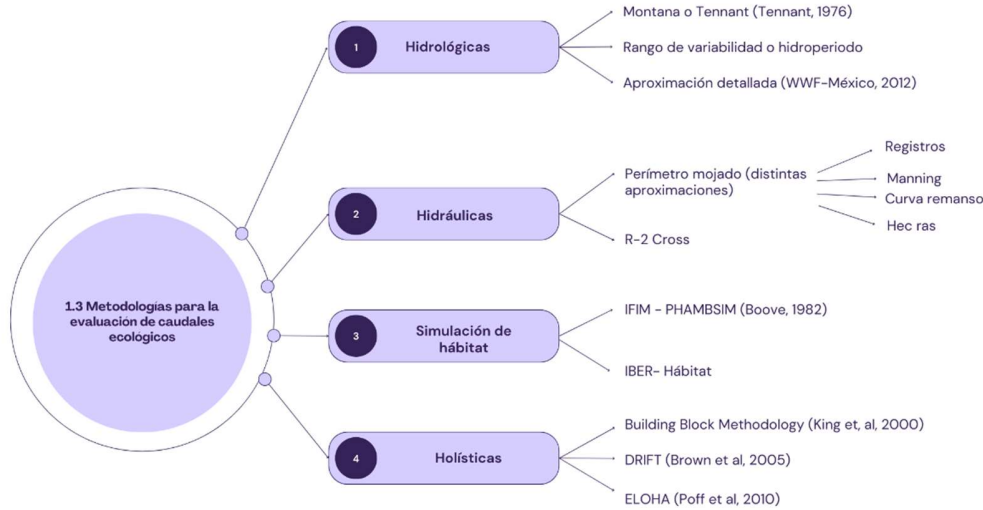 1.3 Metodologías para la
evaluación de caudales
ecológicos
1
Hidrológicas
Montana o Tennant (Tennant, 1976)
Rango de variabilidad o hidroperiodo
Aproximación detallada (WWF-México, 2012)
2
Hidráulicas
Perímetro mojado (distintas
aproximaciones)
Registros
Manning
Curva remanso
Hec ras
R-2 Cross
3
Simulación de
hábitat
IFIM - PHAMBSIM (Boove, 1982)
IBER- Hábitat
4
Holísticas
Building Block Methodology (King et, al, 2000)
DRIFT (Brown et al, 2005)
ELOHA (Poff et al, 2010)